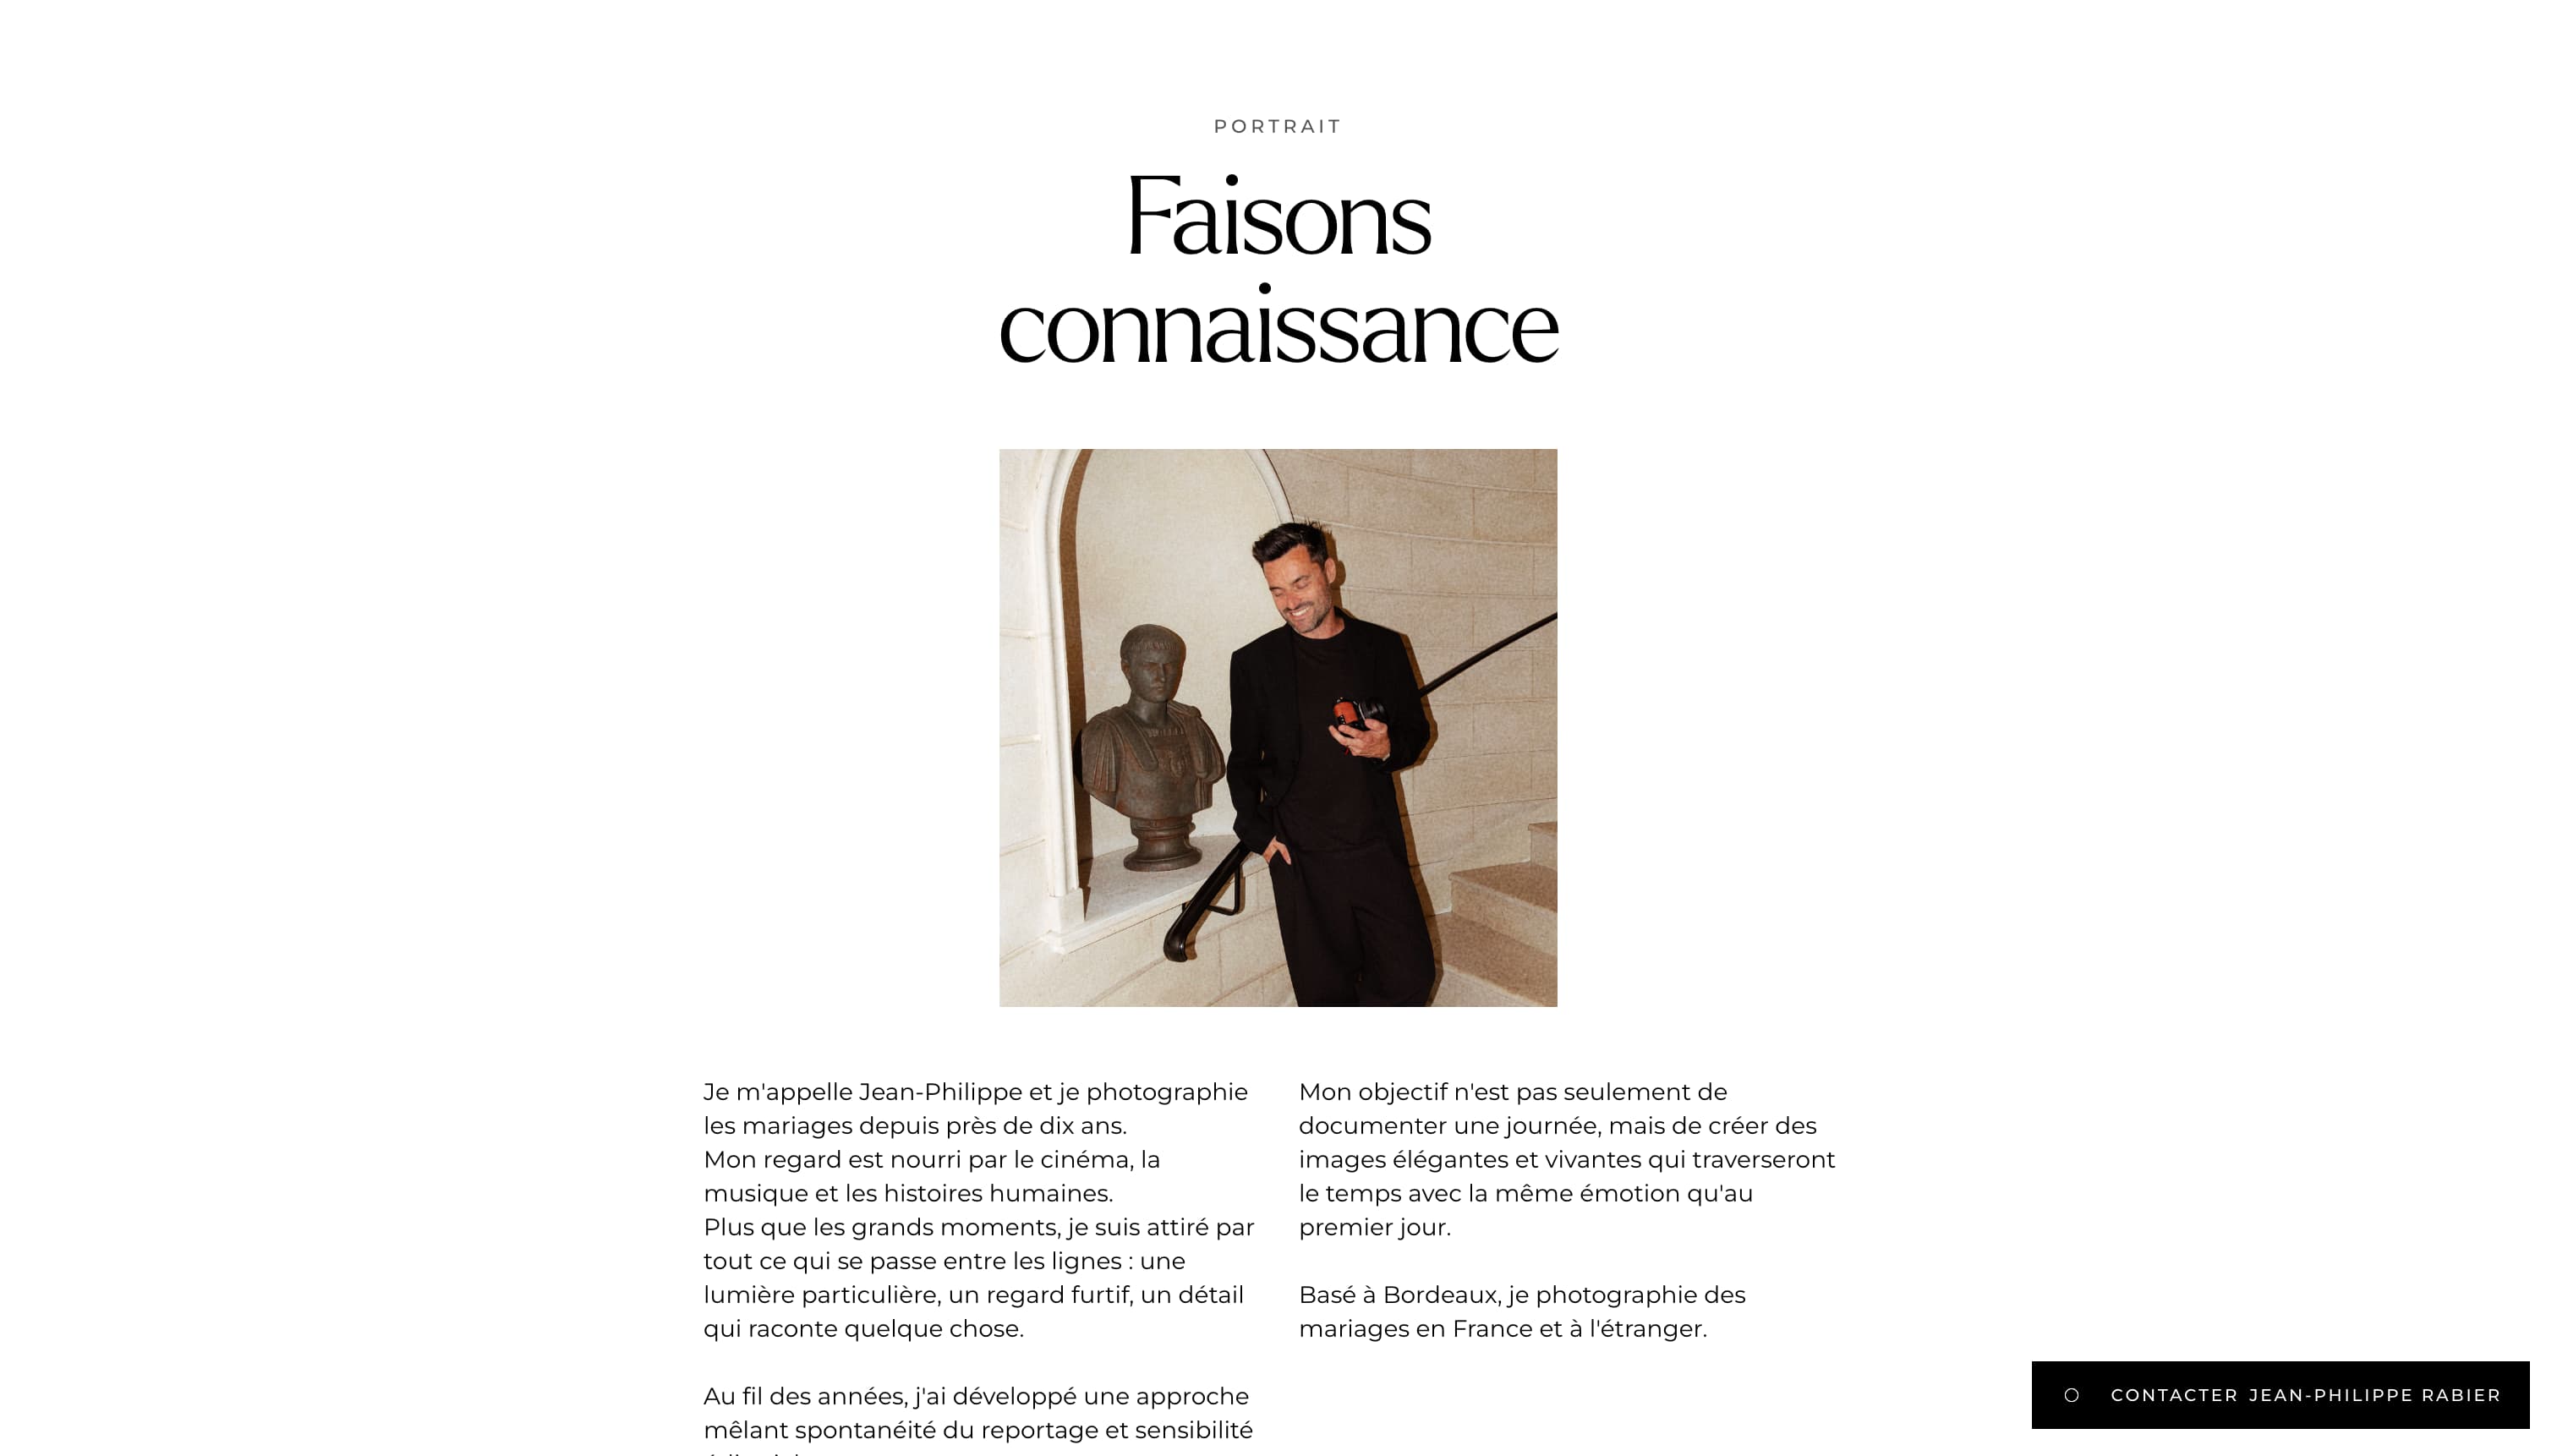 PORTRAIT
Faisons
connaissance
Je m'appelle Jean-Philippe et je photographie
les mariages depuis près de dix ans.
Mon regard est nourri par le cinéma, la
musique et les histoires humaines.
Plus que les grands moments, je suis attiré par
tout ce qui se passe entre les lignes : une
lumière particulière, un regard furtif, un détail
qui raconte quelque chose.
Au fil des années, j'ai développé une approche
mêlant spontanéité du reportage et sensibilité
Mon objectif n'est pas seulement de
documenter une journée, mais de créer des
images élégantes et vivantes qui traverseront
le temps avec la même émotion qu'au
premier jour.
Basé à Bordeaux, je photographie des
mariages en France et à l'étranger.
CONTACTER JEAN-PHILIPPE RABIER